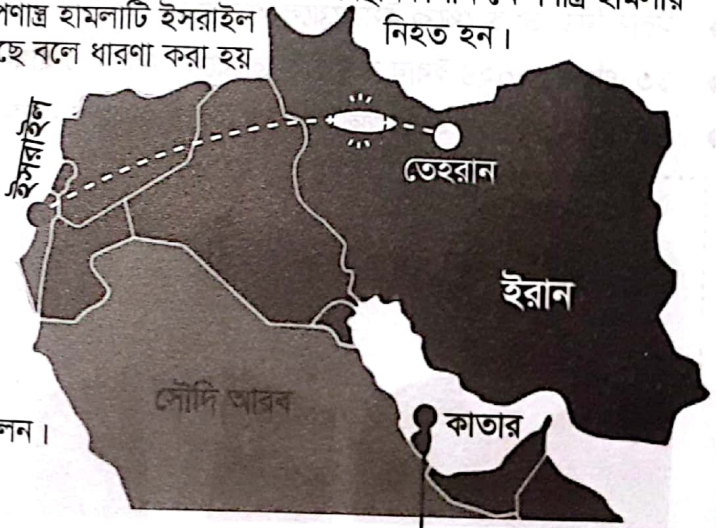 হামলাটি ইসরাইল
ছে বলে ধারণা করা হয়
নিহত হন।
ইসরাইল
তেহরান
ইরান
সৌদি আরব
কাতার
লন।